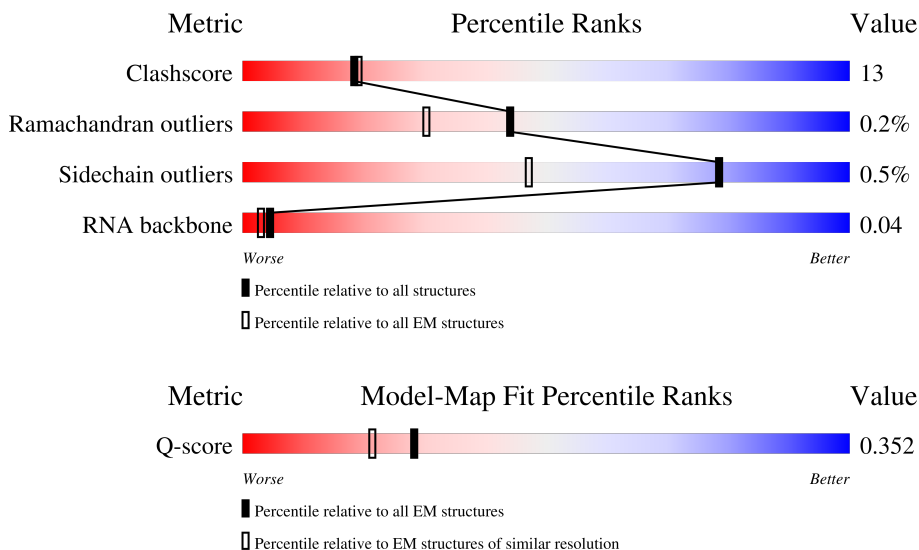 Metric Percentile Ranks Value
Clashscore 13
Ramachandran outliers 0.2%
Sidechain outliers 0.5%
RNA backbone 0.04
Worse Better
Percentile relative to all structures
Percentile relative to all EM structures
Metric Model-Map Fit Percentile Ranks Value
Q-score 0.352
Worse Better
Percentile relative to all EM structures
Percentile relative to EM structures of similar resolution